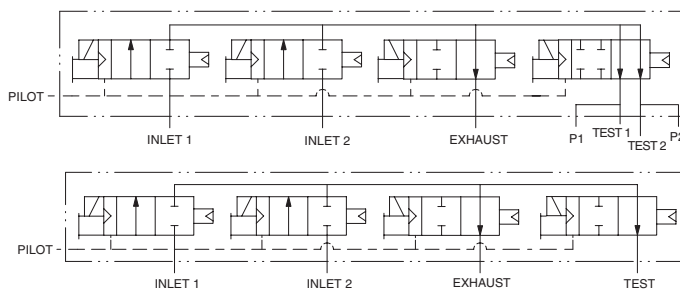 PILOT
INLET 1
INLET 2
EXHAUST
P1
TEST 1
TEST 2
P2
PILOT
INLET 1
INLET 2
EXHAUST
TEST